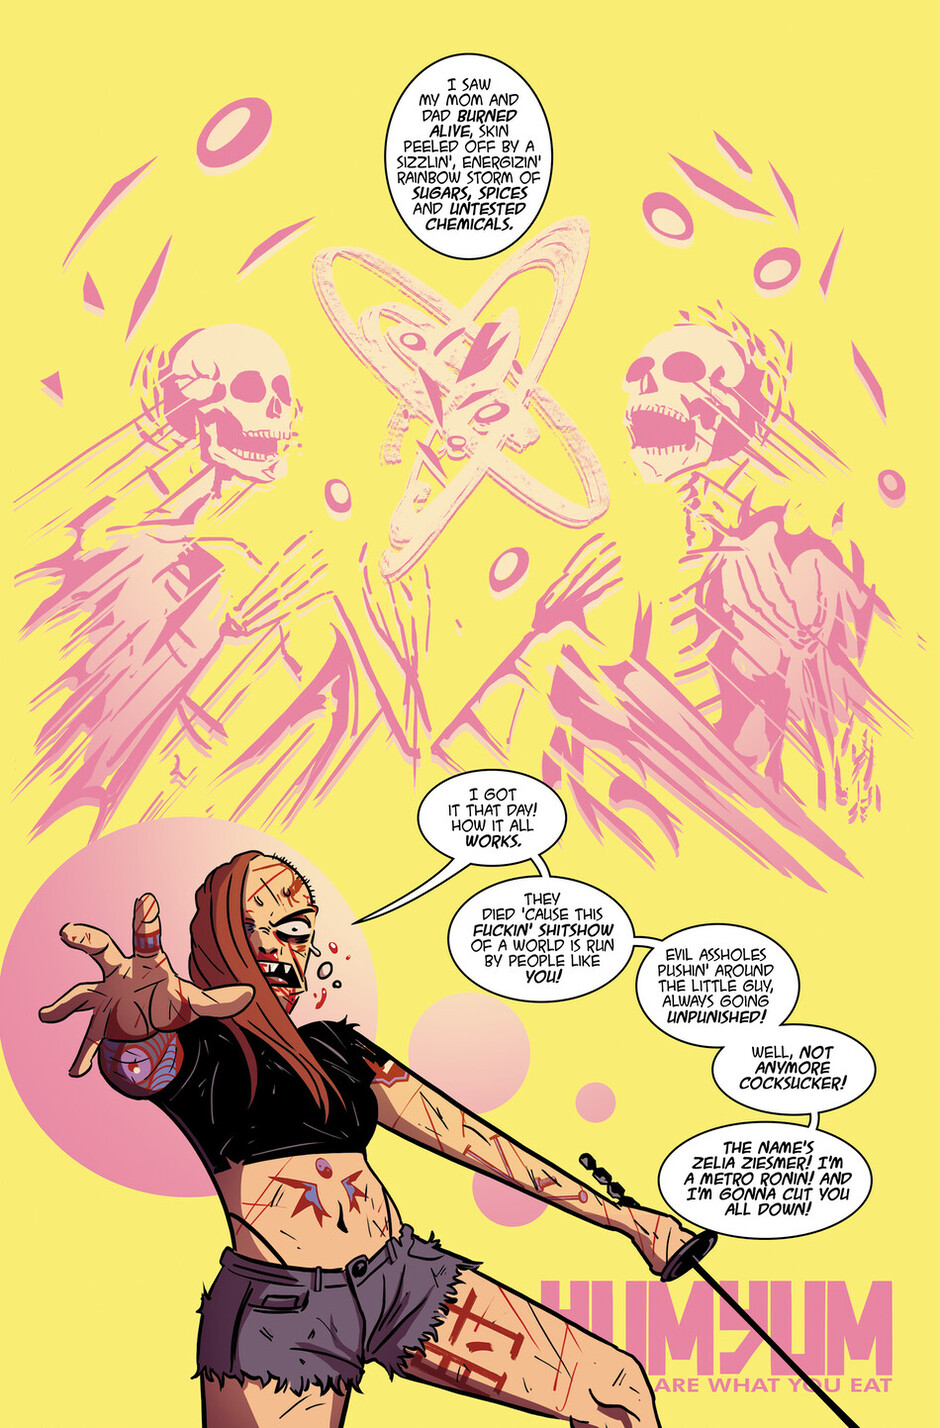 I SAW
MY MOM AND
DAD BURNED
ALIVE, SKIN
PEELED OFF BY A
SIZZLIN', ENERGIZIN'
RAINBOW STORM OF
SUGARS, SPICES
AND UNTESTED
CHEMICALS.
I GOT
IT THAT DAY!
HOW IT ALL
WORKS.
THEY
DIED 'CAUSE THIS
FUCKIN' SHITSHOW
OF A WORLD IS RUN
BY PEOPLE LIKE
YOU!
EVIL ASSHOLES
PUSHIN' AROUND
THE LITTLE GUY,
ALWAYS GOING
UNPUNISHED!
WELL, NOT
ANYMORE
COCKSUCKER!
THE NAME'S
ZELIA ZIESMER! I'M
A METRO RONIN! AND
I'M GONNA CUT YOU
ALL DOWN!
YUMYUM
ARE WHAT YOU EAT